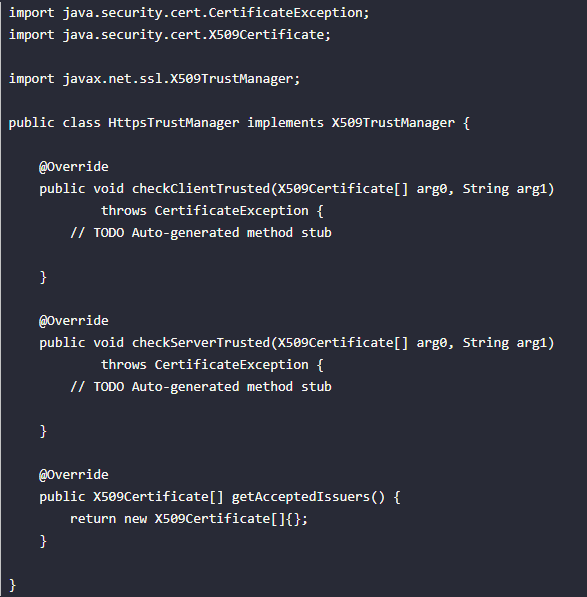 import java.security.cert.CertificateException;
import java.security.cert.X509Certificate;
import javax.net.ssl.X509TrustManager;
public class HttpsTrustManager implements X509TrustManager {
@Override
public void checkClientTrusted(X509Certificate[] arg0, String arg1)
throws CertificateException {
// TODO Auto-generated method stub
}
@Override
public void checkServerTrusted(X509Certificate[] arg0, String arg1)
throws CertificateException {
// TODO Auto-generated method stub
}
@Override
public X509Certificate[] getAcceptedIssuers() {
return new X509Certificate[]{};
}
}